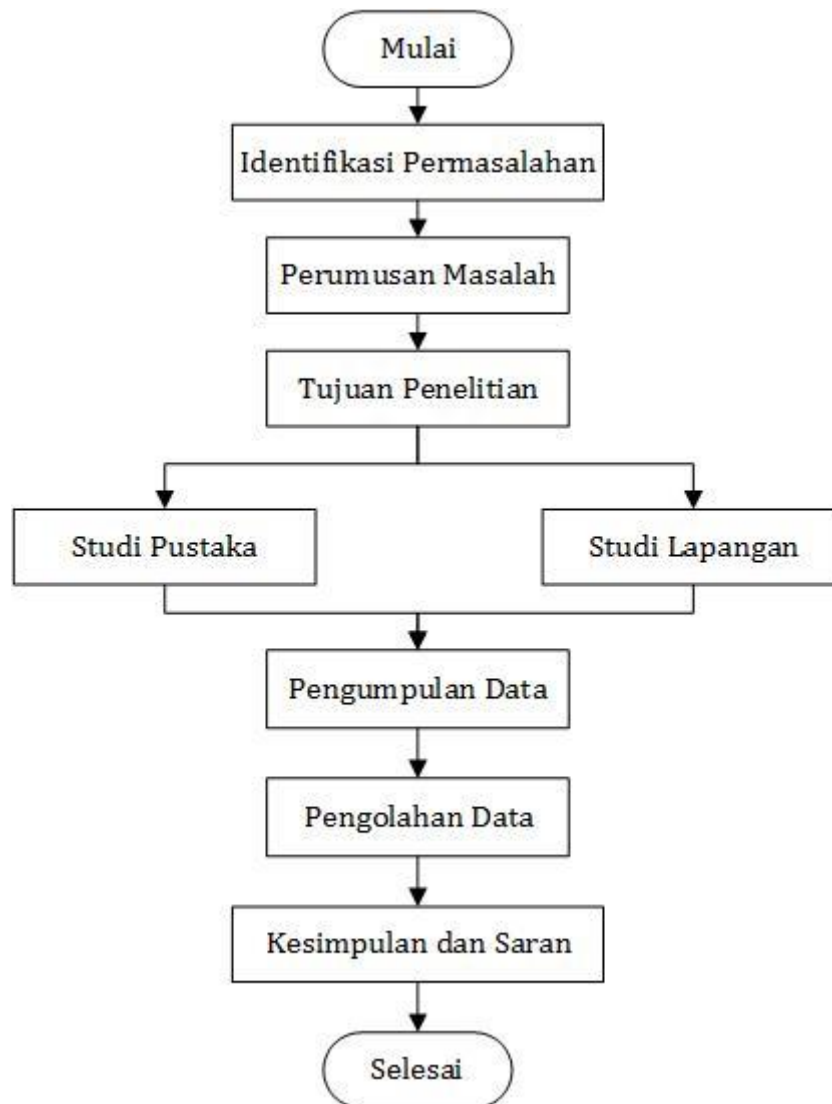 Mulai
Identifikasi Permasalahan
Perumusan Masalah
Tujuan Penelitian
Studi Pustaka
Studi Lapangan
Pengumpulan Data
Pengolahan Data
Kesimpulan dan Saran
Selesai